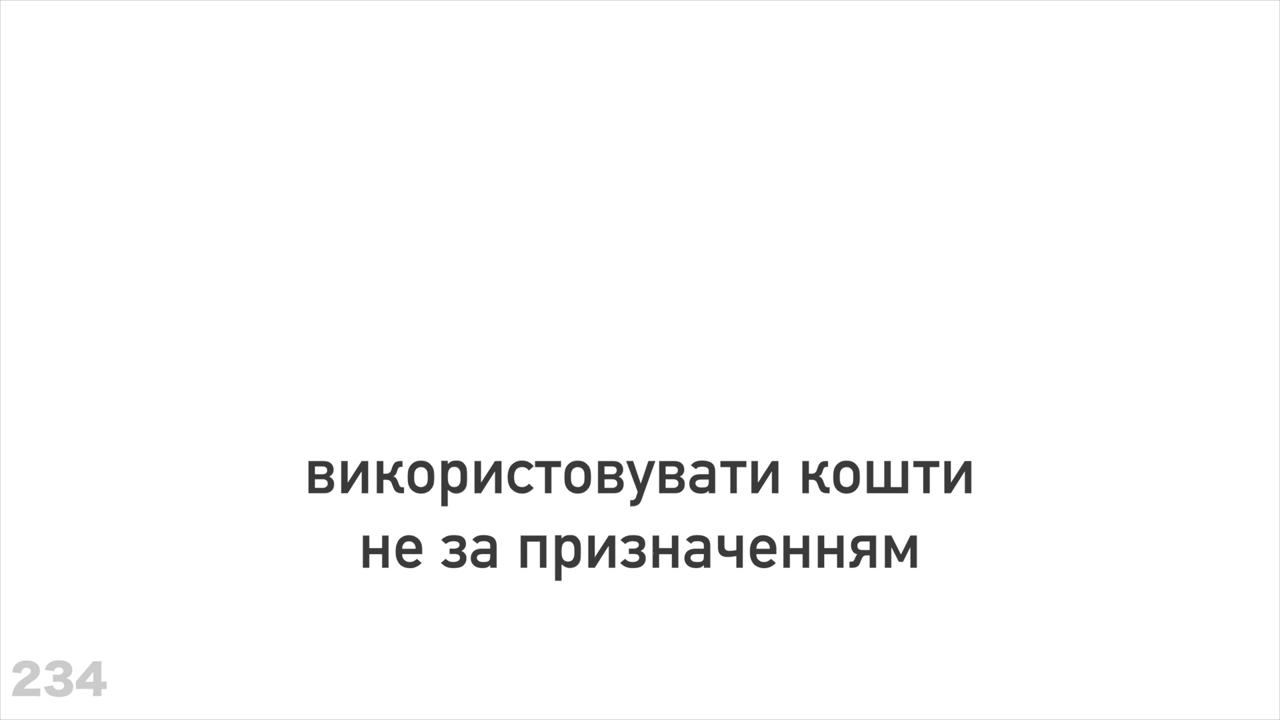 використовувати кошти
не за призначенням
234